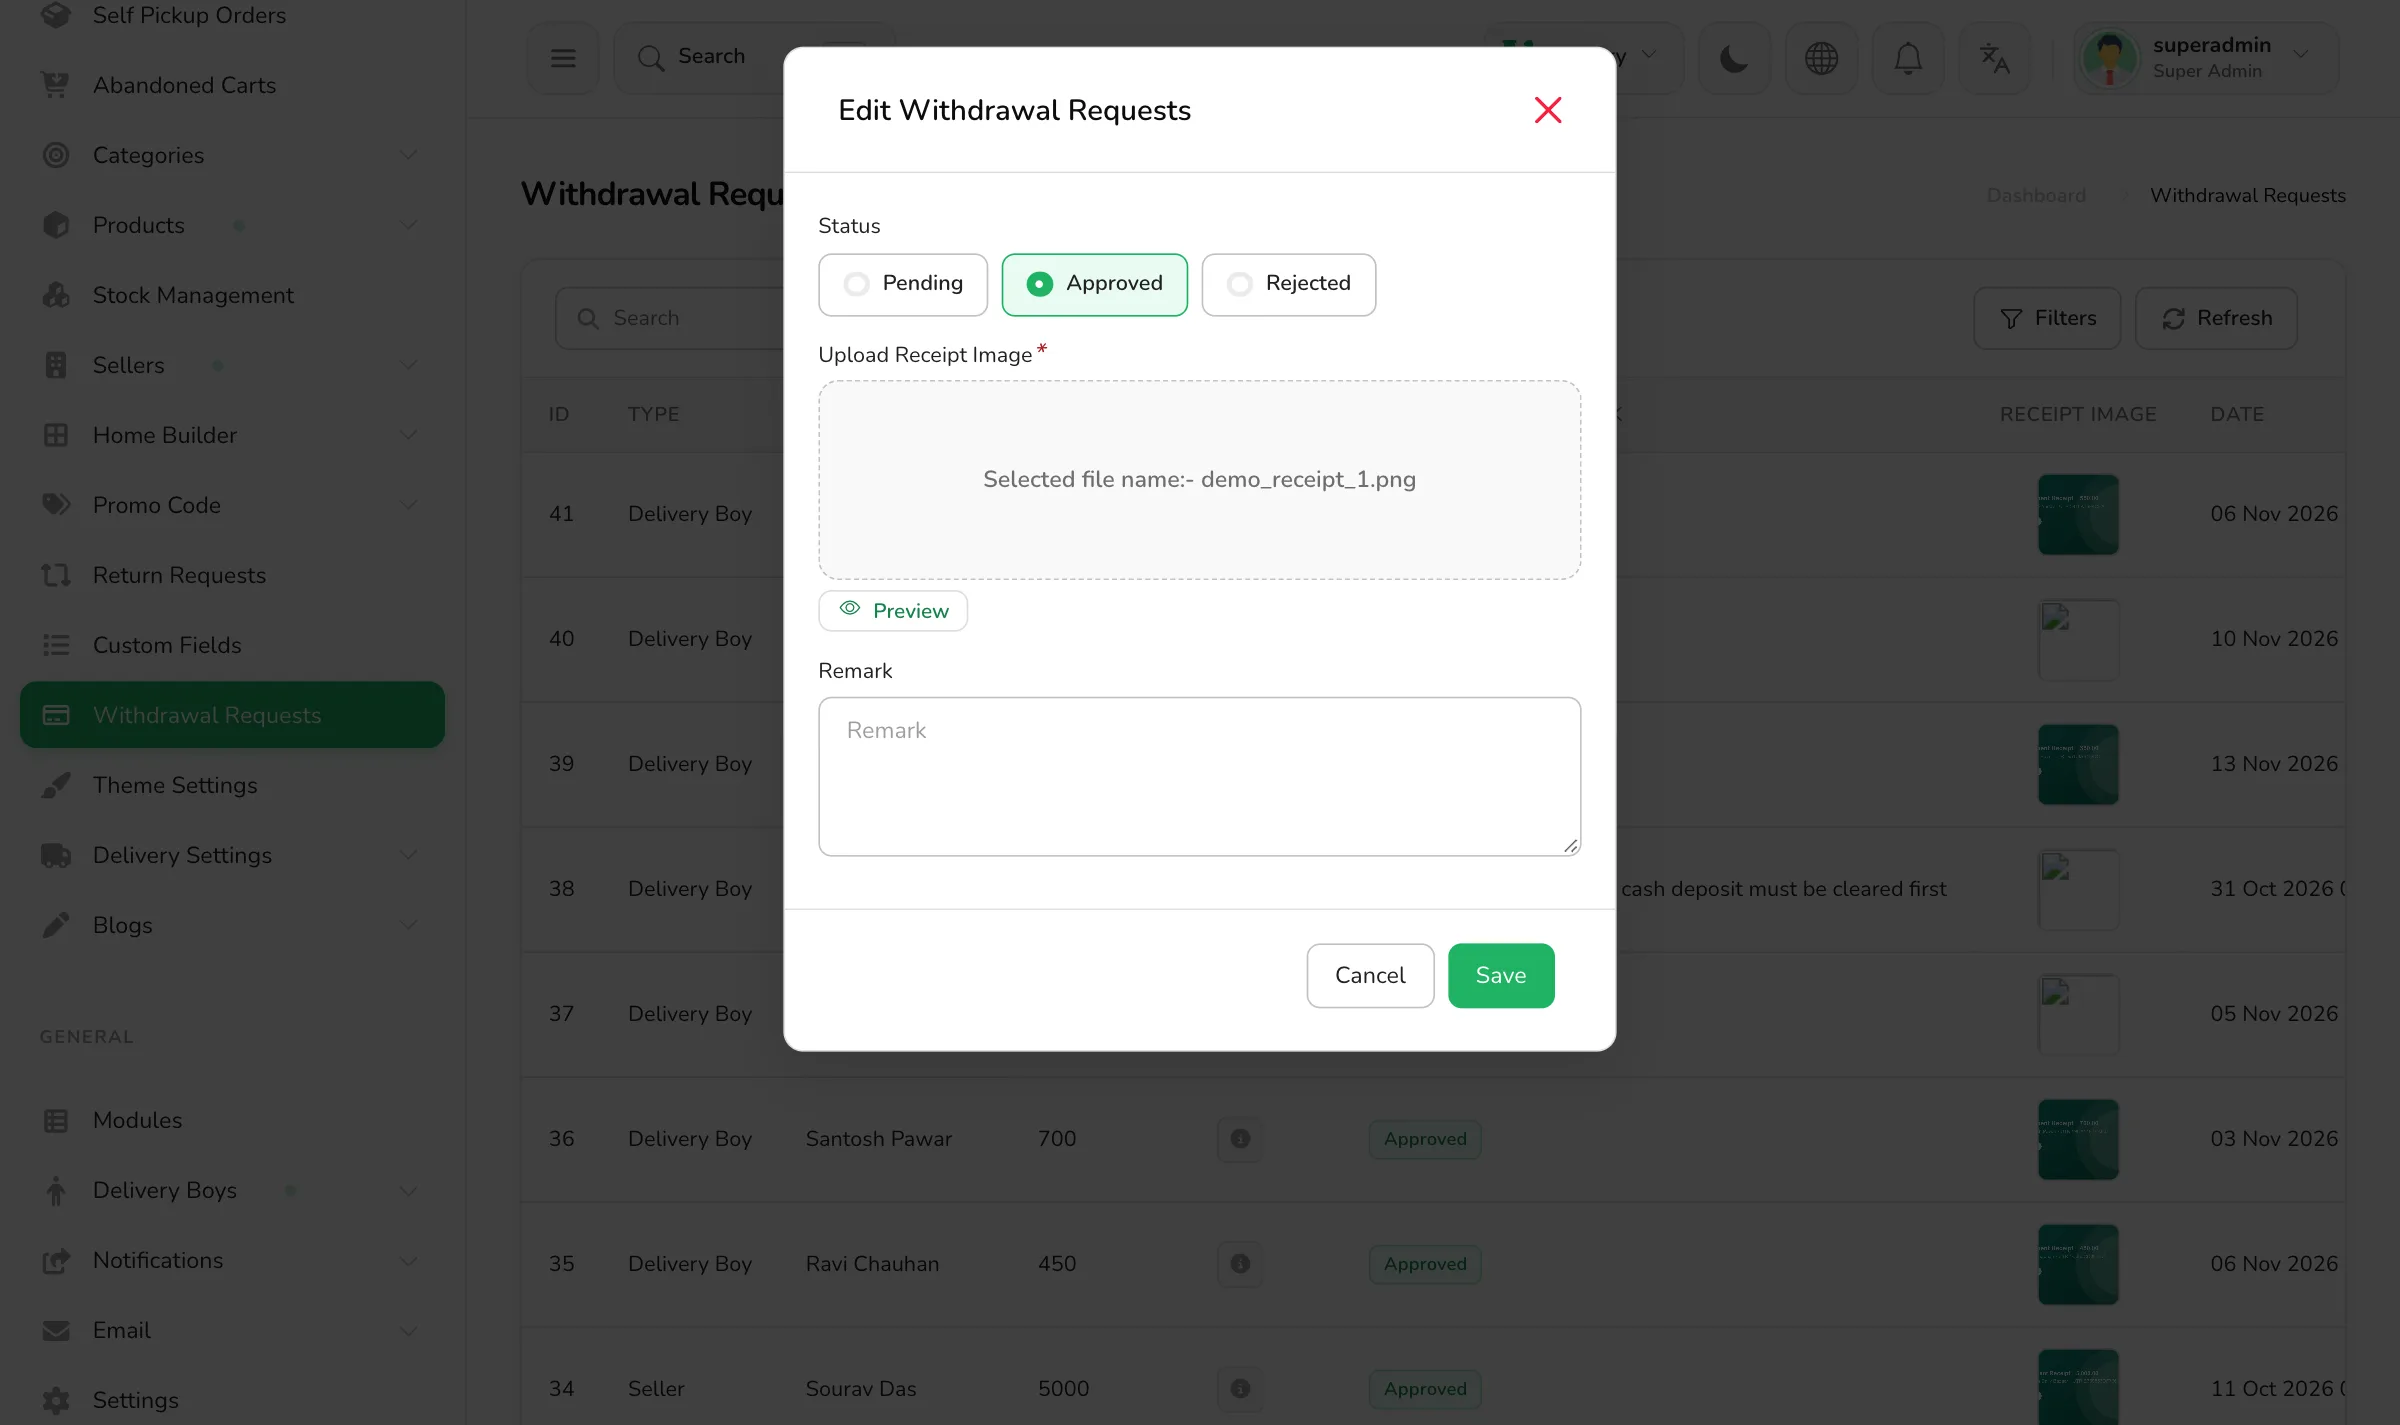 Self Pickup Orders
Abandoned Carts
Categories
Products
Stock Management
Sellers
Home Builder
Promo Code
Return Requests
Custom Fields
Withdrawal Requests
Theme Settings
Delivery Settings
Blogs
GENERAL
Modules
Delivery Boys
Notifications
Email
Settings
Search
superadmin
Super Admin
Withdrawal Requ
Dashboard
Withdrawal Requests
Search
Filters
Refresh
ID TYPE RECEIPT IMAGE DATE
41 Delivery Boy 06 Nov 2026
40 Delivery Boy 10 Nov 2026
39 Delivery Boy 13 Nov 2026
38 Delivery Boy cash deposit must be cleared first 31 Oct 2026
37 Delivery Boy 05 Nov 2026
36 Delivery Boy Santosh Pawar 700 Approved 03 Nov 2026
35 Delivery Boy Ravi Chauhan 450 Approved 06 Nov 2026
34 Seller Sourav Das 5000 Approved 11 Oct 2026
Edit Withdrawal Requests
Status
Pending
Approved
Rejected
Upload Receipt Image*
Selected file name:- demo_receipt_1.png
Preview
Remark
Remark
Cancel
Save